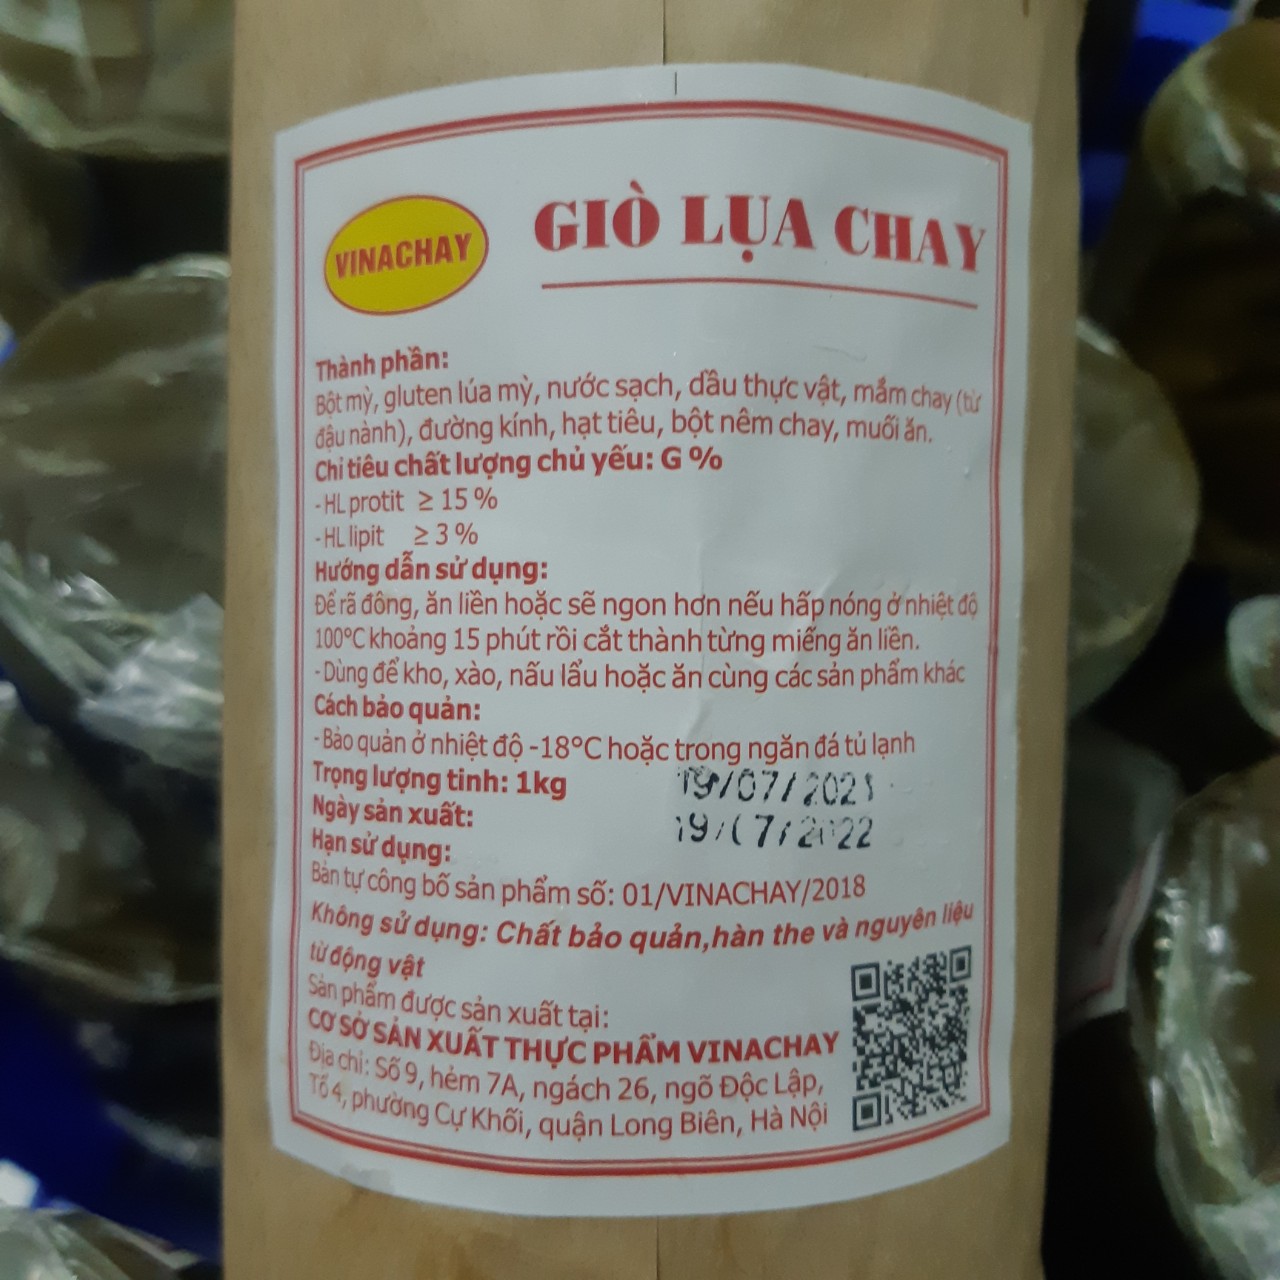 VINACHAY
GIÒ LỤA CHAY
Thành phần:
Bột mỳ, gluten lúa mỳ, nước sạch, dầu thực vật, mắm chay (từ
đậu nành), đường kính, hạt tiêu, bột nêm chay, muối ăn.
Chỉ tiêu chất lượng chủ yếu: G %
- HL protit ≥ 15 %
- HL lipit ≥ 3 %
Hướng dẫn sử dụng:
Để rã đông, ăn liền hoặc sẽ ngon hơn nếu hấp nóng ở nhiệt độ
100°C khoảng 15 phút rồi cắt thành từng miếng ăn liền.
- Dùng để kho, xào, nấu lẩu hoặc ăn cùng các sản phẩm khác
Cách bảo quản:
- Bảo quản ở nhiệt độ -18°C hoặc trong ngăn đá tủ lạnh
Trọng lượng tinh: 1kg
Ngày sản xuất: 19/07/2021
Hạn sử dụng: 19/07/2022
Bản tự công bố sản phẩm số: 01/VINACHAY/2018
Không sử dụng: Chất bảo quản,hàn the và nguyên liệu
từ động vật
Sản phẩm được sản xuất tại:
CƠ SỞ SẢN XUẤT THỰC PHẨM VINACHAY
Địa chỉ: Số 9, hẻm 7A, ngách 26, ngõ Độc Lập,
Tổ 4, phường Cự Khối, quận Long Biên, Hà Nội